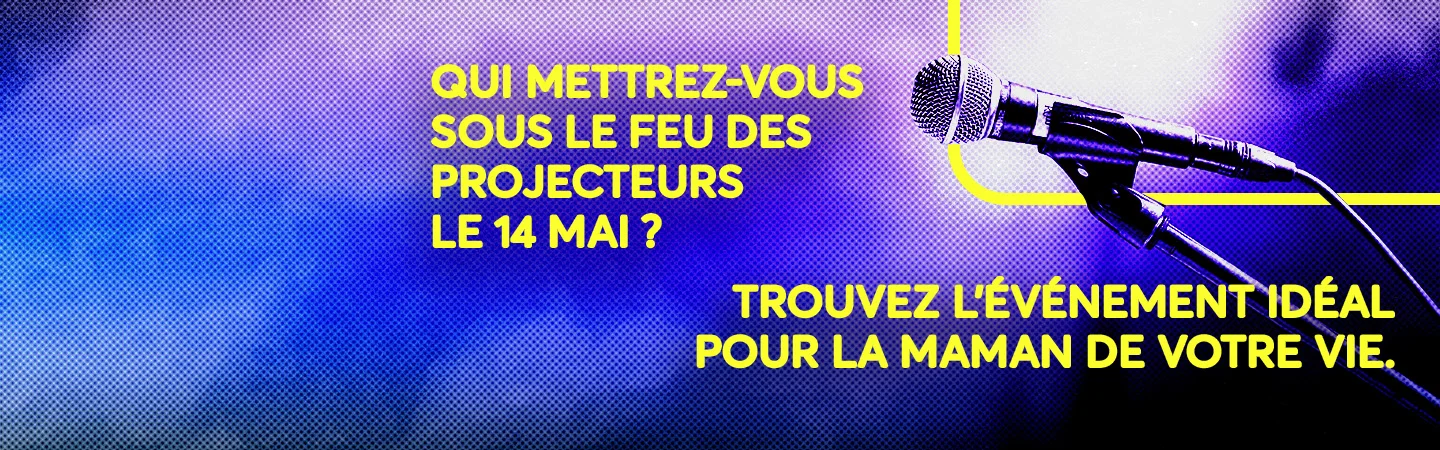 QUI METTREZ-VOUS
SOUS LE FEU DES
PROJECTEURS
LE 14 MAI ?
TROUVEZ L'ÉVÉNEMENT IDÉAL
POUR LA MAMAN DE VOTRE VIE.